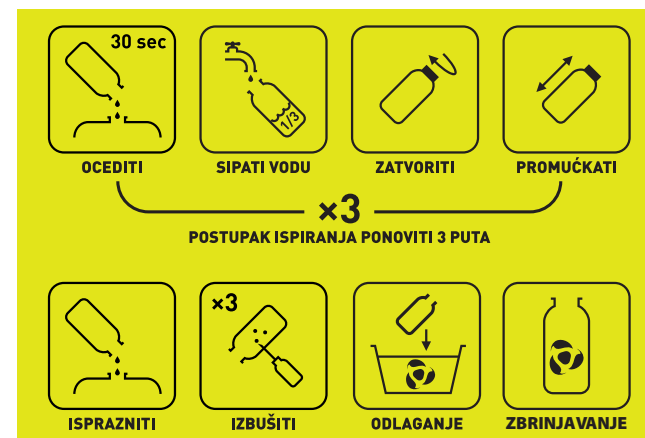 30 sec
1/3
OCEDITI SIPATI VODU ZATVORITI PROMUĆKATI
×3
POSTUPAK ISPIRANJA PONOVITI 3 PUTA
×3
ISPRAZNITI IZBUŠITI ODLAGANJE ZBRINJAVANJE